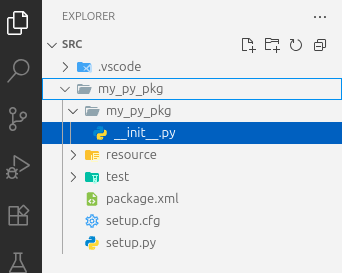 EXPLORER
SRC
.vscode
my_py_pkg
my_py_pkg
__init__.py
resource
test
package.xml
setup.cfg
setup.py